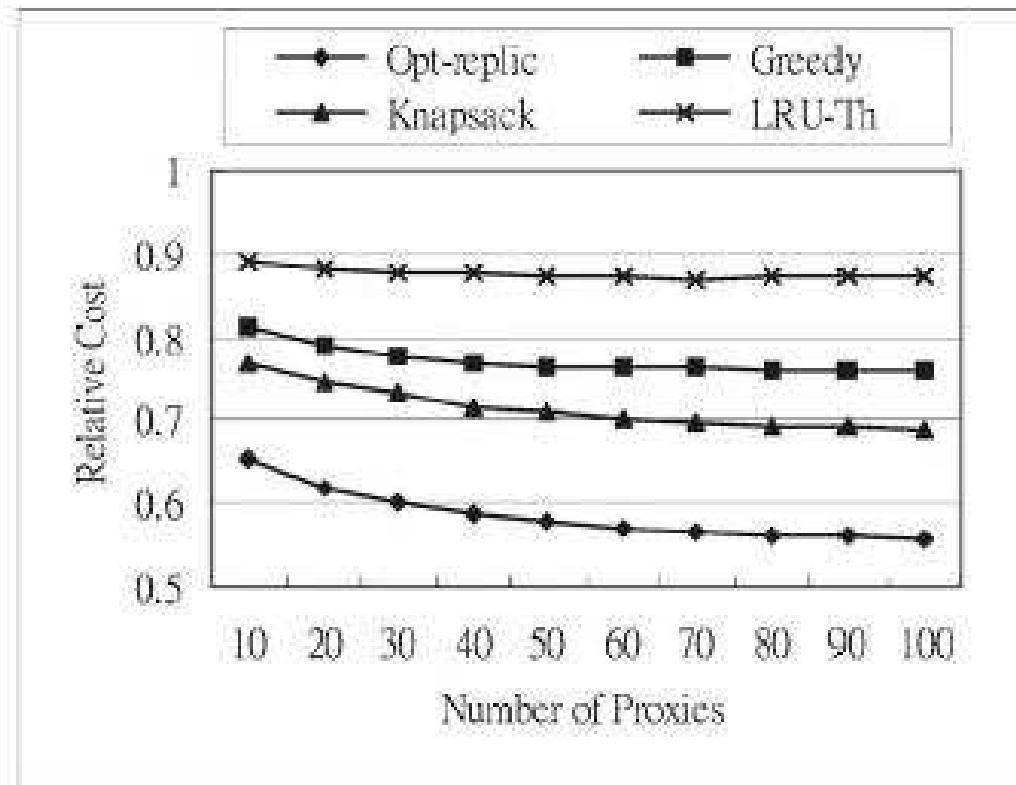 Opt-replic Greedy
Knapsack LRU-Th
1
0.9
0.8
0.7
0.6
0.5
Relative Cost
10 20 30 40 50 60 70 80 90 100
Number of Proxies